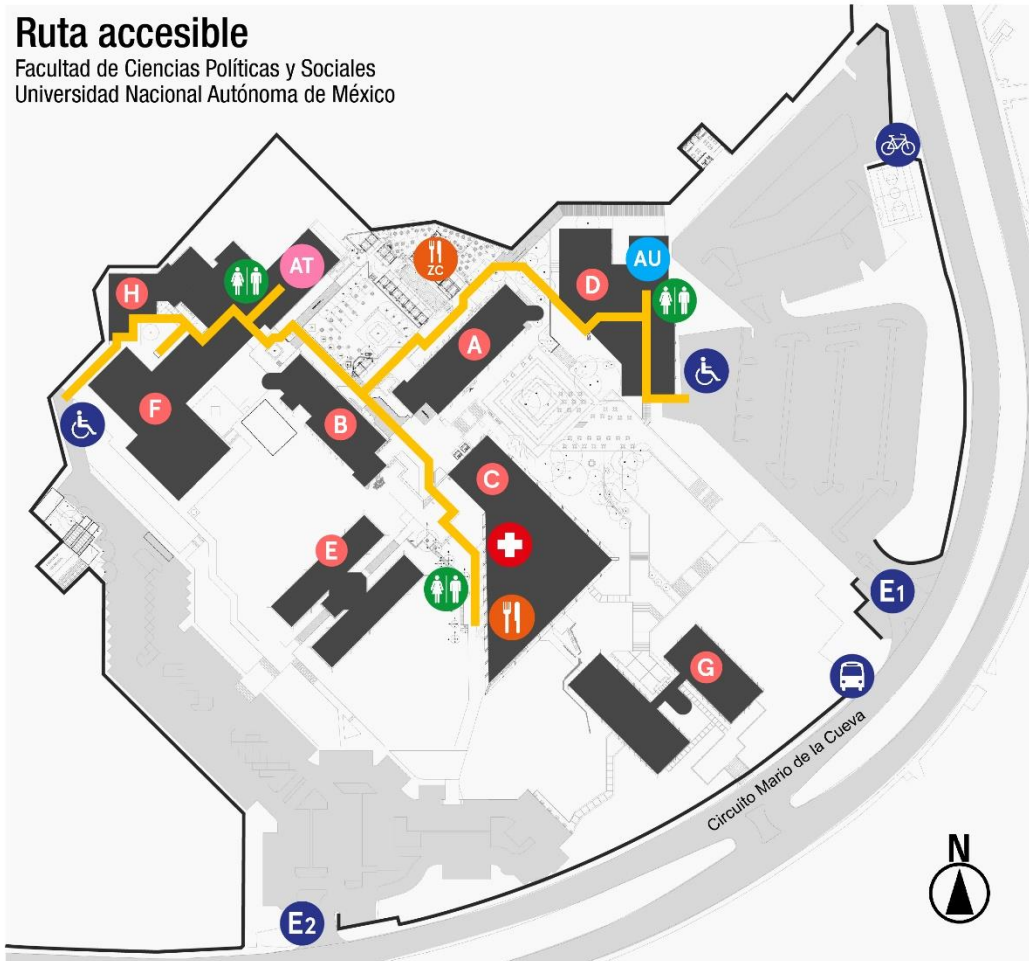 Ruta accesible
Facultad de Ciencias Políticas y Sociales
Universidad Nacional Autónoma de México
AT
ZC
AU
H
D
A
F
B
C
E
E1
G
Circuito Mario de la Cueva
N
E2